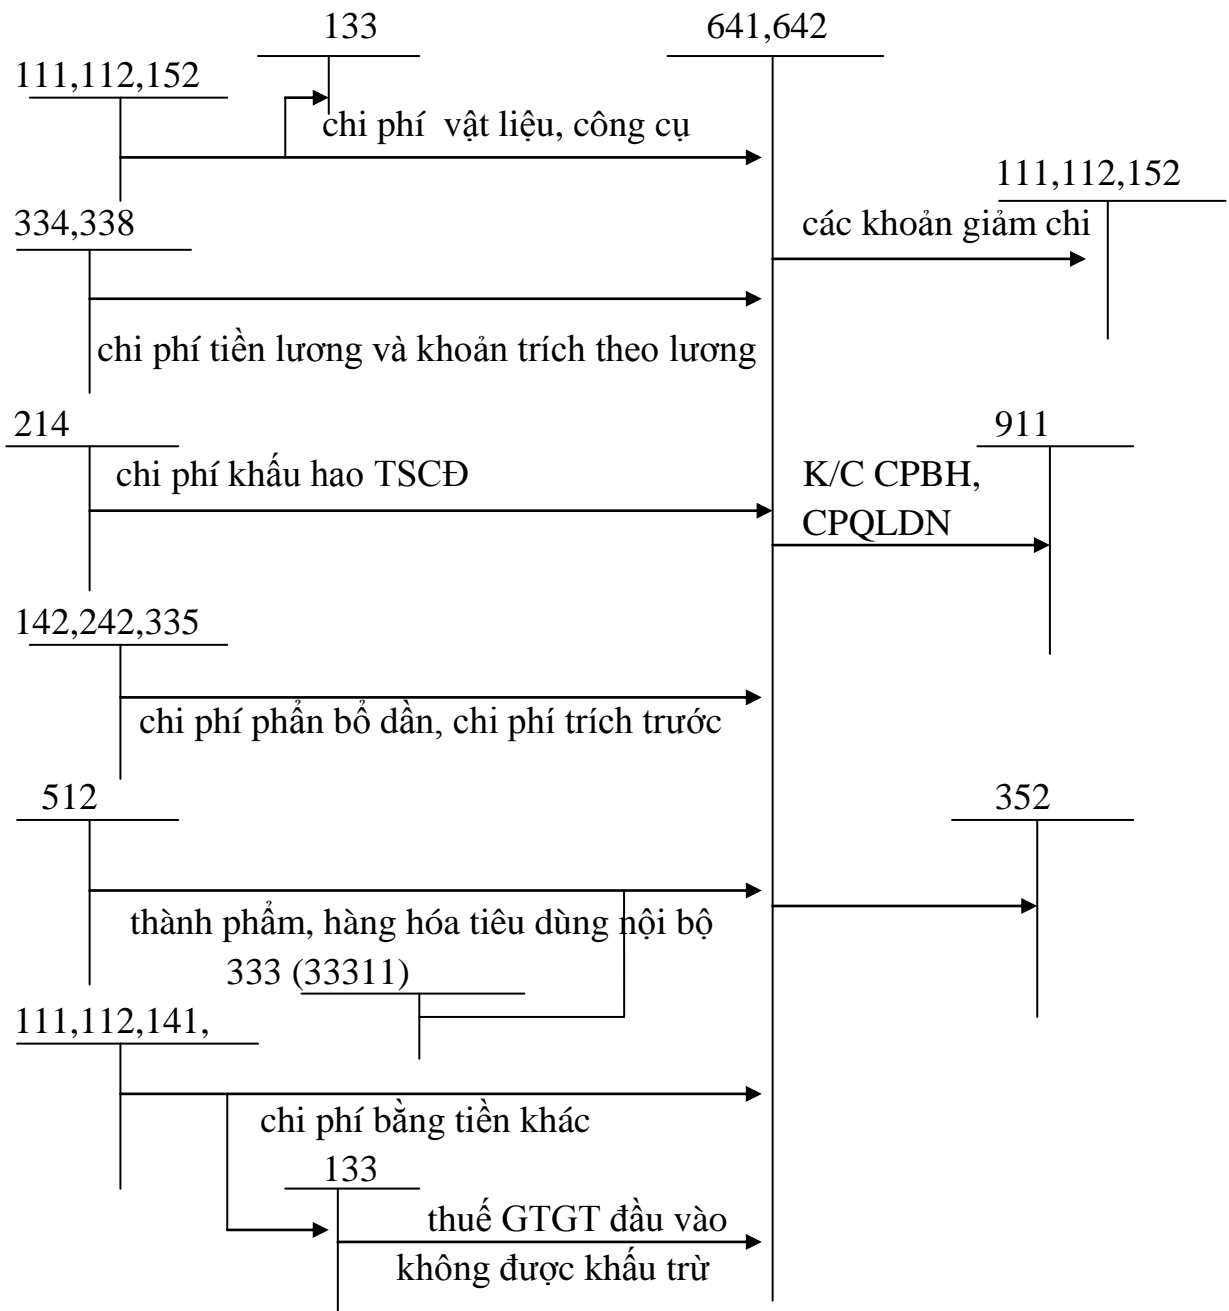 133
641,642
111,112,152
chi phí vật liệu, công cụ
111,112,152
334,338
các khoản giảm chi
chi phí tiền lương và khoản trích theo lương
214
911
chi phí khấu hao TSCĐ
K/C CPBH,
CPQLDN
142,242,335
chi phí phẩn bổ dần, chi phí trích trước
512
352
thành phẩm, hàng hóa tiêu dùng nội bộ
333 (33311)
111,112,141,
chi phí bằng tiền khác
133
thuế GTGT đầu vào
không được khấu trừ